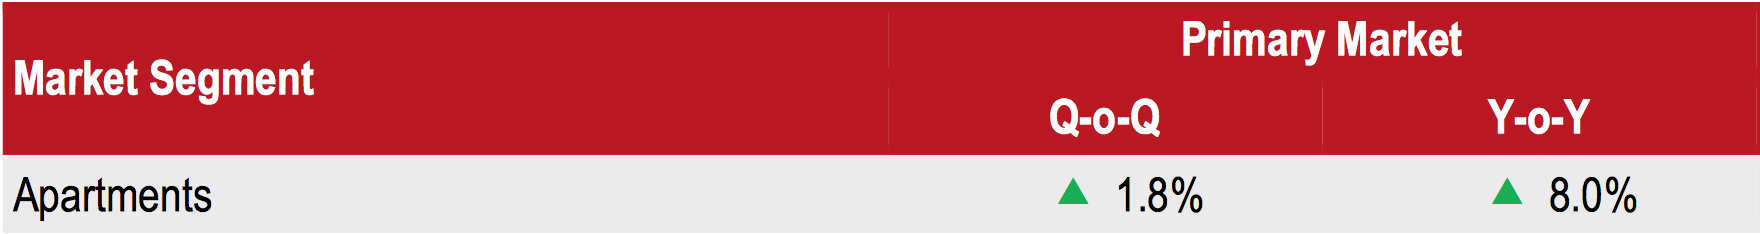 Market Segment
Primary Market
Q-o-Q
Y-o-Y
Apartments
▲ 1.8%
▲ 8.0%